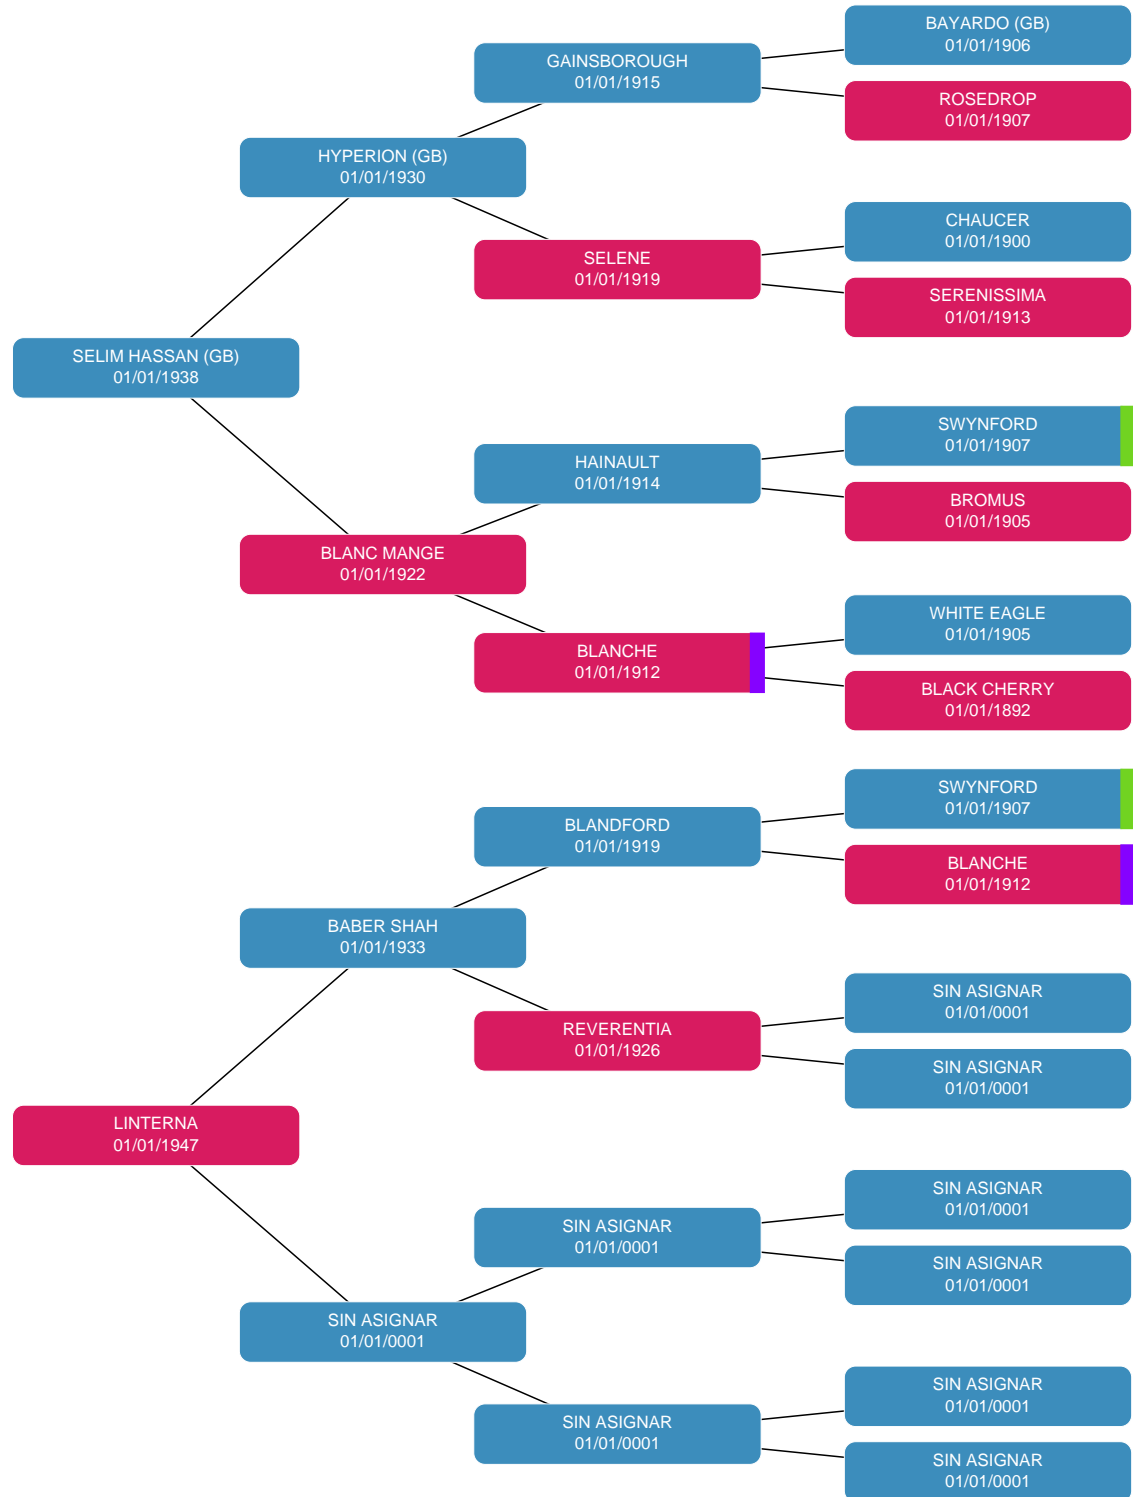 BAYARDO (GB)
01/01/1906
GAINSBOROUGH
01/01/1915
ROSEDROP
01/01/1907
HYPERION (GB)
01/01/1930
CHAUCER
01/01/1900
SELENE
01/01/1919
SERENISSIMA
01/01/1913
SELIM HASSAN (GB)
01/01/1938
SWYNFORD
01/01/1907
HAINAULT
01/01/1914
BROMUS
01/01/1905
BLANC MANGE
01/01/1922
WHITE EAGLE
01/01/1905
BLANCHE
01/01/1912
BLACK CHERRY
01/01/1892
SWYNFORD
01/01/1907
BLANDFORD
01/01/1919
BLANCHE
01/01/1912
BABER SHAH
01/01/1933
SIN ASIGNAR
01/01/0001
REVERENTIA
01/01/1926
SIN ASIGNAR
01/01/0001
LINTERNA
01/01/1947
SIN ASIGNAR
01/01/0001
SIN ASIGNAR
01/01/0001
SIN ASIGNAR
01/01/0001
SIN ASIGNAR
01/01/0001
SIN ASIGNAR
01/01/0001
SIN ASIGNAR
01/01/0001
SIN ASIGNAR
01/01/0001